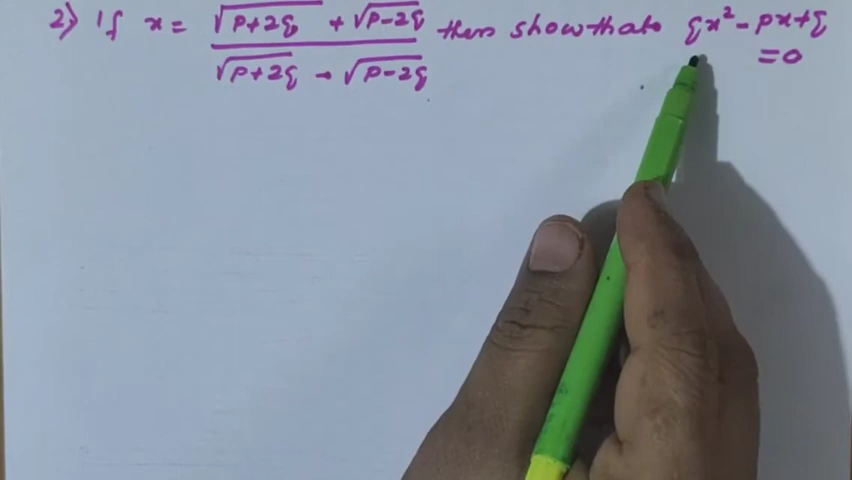 2) If x = √p+2q + √p-2q / √p+2q - √p-2q then show that qx² - px + q
= 0